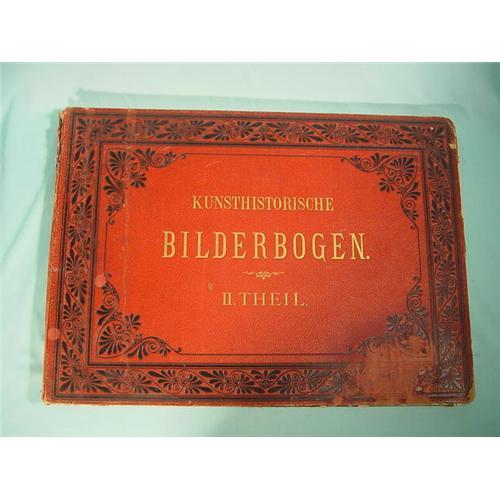 KUNSTHISTORISCHE
BILDERBOGEN.
II. THEIL.